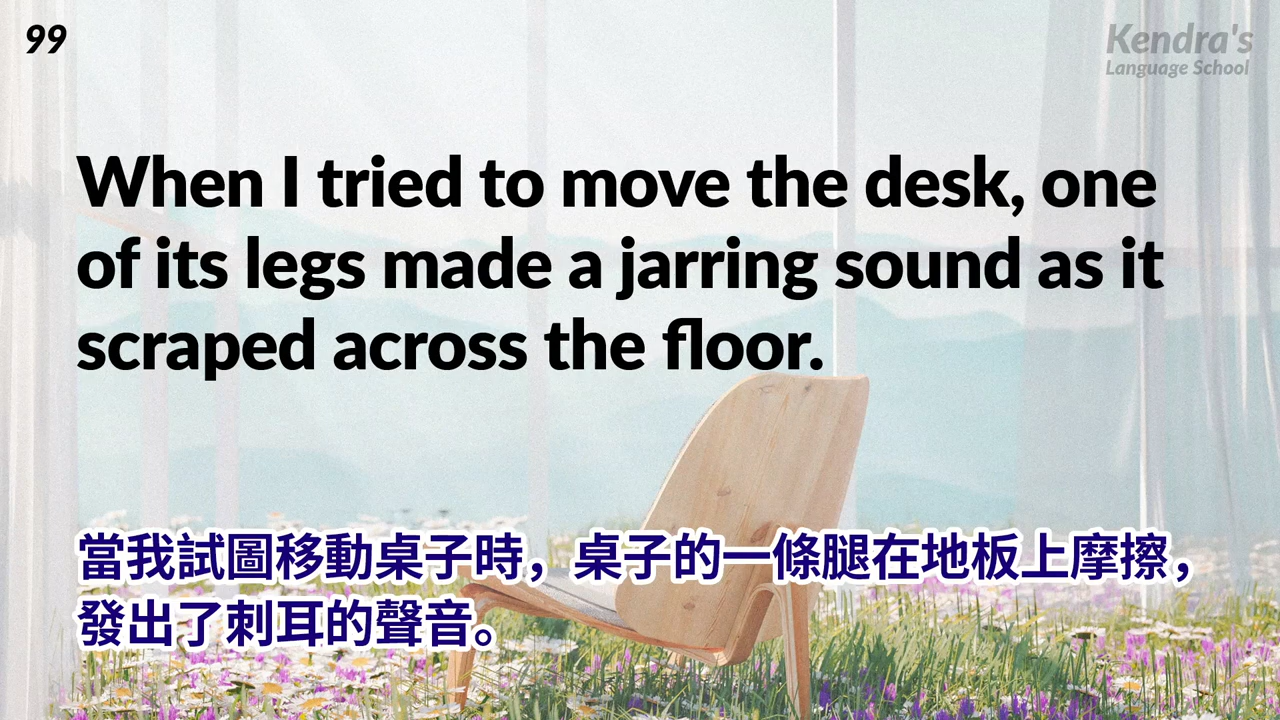 99
Kendra's
Language School
When I tried to move the desk, one
of its legs made a jarring sound as it
scraped across the floor.
當我試圖移動桌子時，桌子的一條腿在地板上摩擦，
發出了刺耳的聲音。